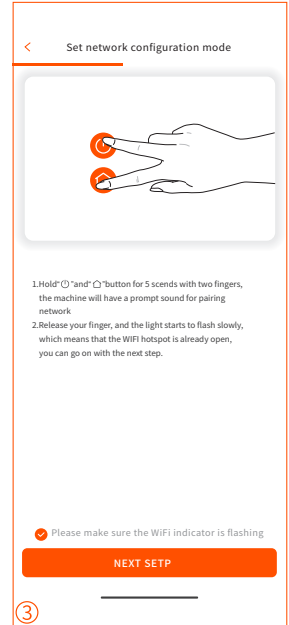 Set network configuration mode
1.Hold"⏻"and"⌂"button for 5 scends with two fingers,
the machine will have a prompt sound for pairing
network
2.Release your finger, and the light starts to flash slowly,
which means that the WIFI hotspot is already open,
you can go on with the next step.
Please make sure the WiFi indicator is flashing
NEXT SETP
③